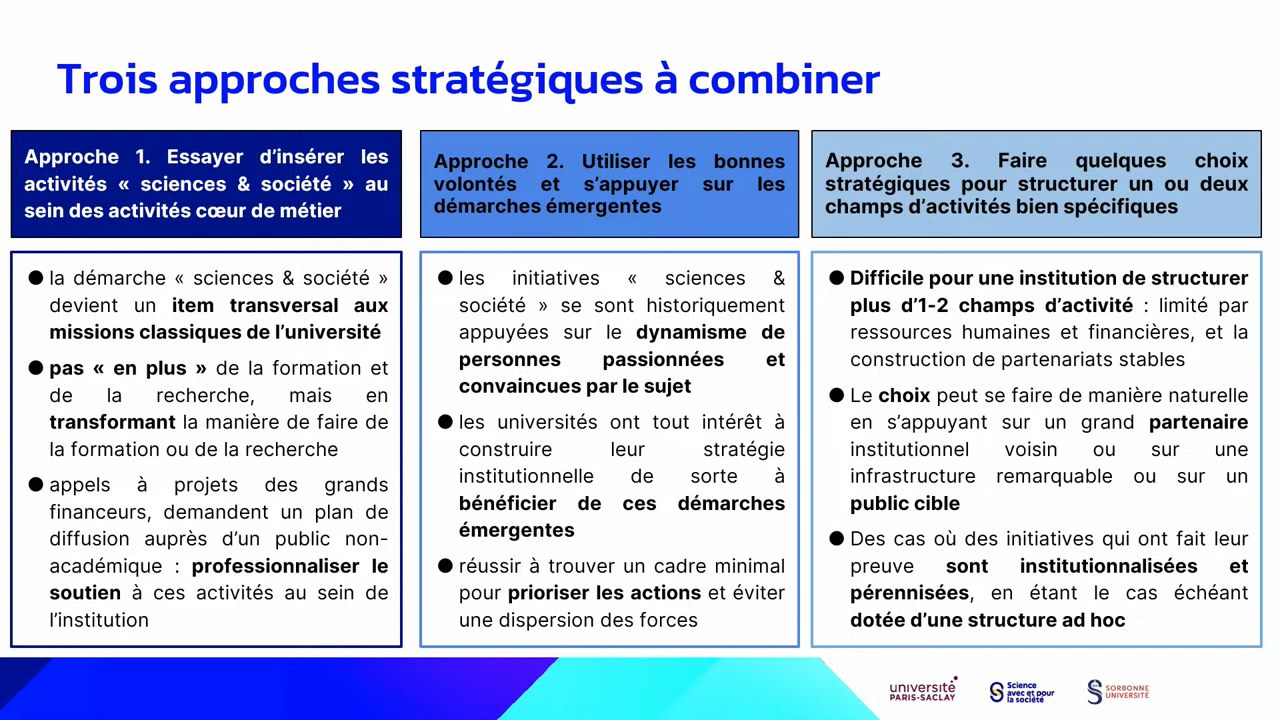 Trois approches stratégiques à combiner
Approche 1. Essayer d’insérer les
activités « sciences & société » au
sein des activités cœur de métier
● la démarche « sciences & société »
devient un item transversal aux
missions classiques de l’université
● pas « en plus » de la formation et
de la recherche, mais en
transformant la manière de faire de
la formation ou de la recherche
● appels à projets des grands
financeurs, demandent un plan de
diffusion auprès d’un public non-
académique : professionnaliser le
soutien à ces activités au sein de
l’institution
Approche 2. Utiliser les bonnes
volontés et s’appuyer sur les
démarches émergentes
● les initiatives « sciences &
société » se sont historiquement
appuyées sur le dynamisme de
personnes passionnées et
convaincues par le sujet
● les universités ont tout intérêt à
construire leur stratégie
institutionnelle de sorte à
bénéficier de ces démarches
émergentes
● réussir à trouver un cadre minimal
pour prioriser les actions et éviter
une dispersion des forces
Approche 3. Faire quelques choix
stratégiques pour structurer un ou deux
champs d’activités bien spécifiques
● Difficile pour une institution de structurer
plus d’1-2 champs d’activité : limité par
ressources humaines et financières, et la
construction de partenariats stables
● Le choix peut se faire de manière naturelle
en s’appuyant sur un grand partenaire
institutionnel voisin ou sur une
infrastructure remarquable ou sur un
public cible
● Des cas où des initiatives qui ont fait leur
preuve sont institutionnalisées et
pérennisées, en étant le cas échéant
dotée d’une structure ad hoc
université
PARIS-SACLAY
Science
avec et pour
la société
SORBONNE
UNIVERSITÉ